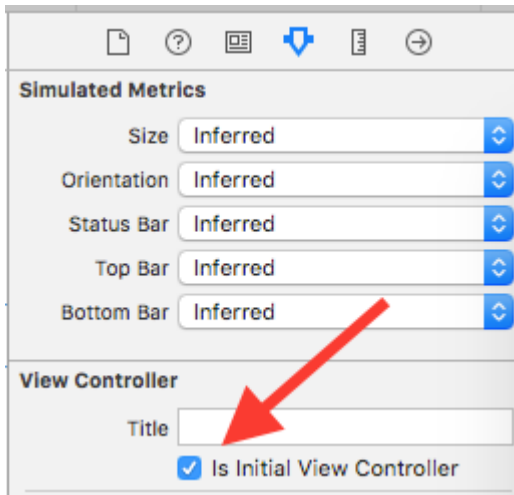 Simulated Metrics
Size Inferred
Orientation Inferred
Status Bar Inferred
Top Bar Inferred
Bottom Bar Inferred
View Controller
Title
Is Initial View Controller